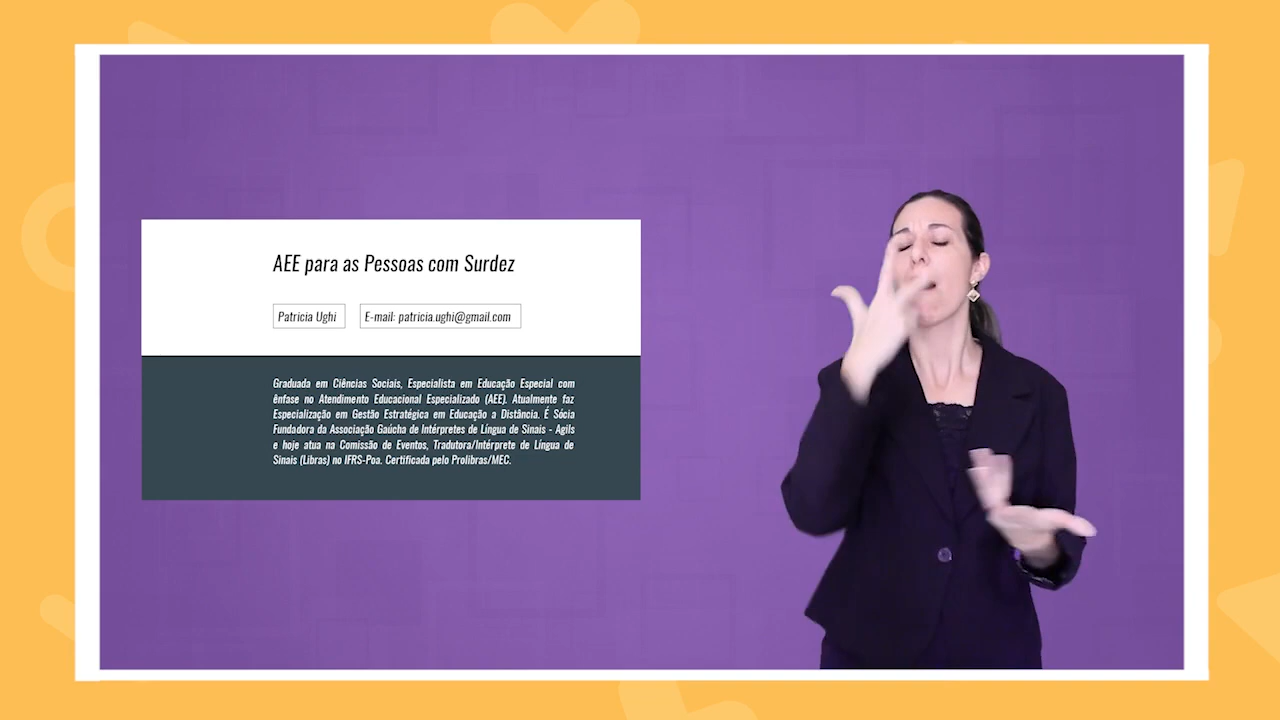 AEE para as Pessoas com Surdez
Patricia Ughi
E-mail: patricia.ughi@gmail.com
Graduada em Ciências Sociais, Especialista em Educação Especial com
ênfase no Atendimento Educacional Especializado (AEE). Atualmente faz
Especialização em Gestão Estratégica em Educação a Distância. É Sócia
Fundadora da Associação Gaúcha de Intérpretes de Língua de Sinais - Agils
e hoje atua na Comissão de Eventos, Tradutora/Intérprete de Língua de
Sinais (Libras) no IFRS-Poa. Certificada pelo Prolibras/MEC.